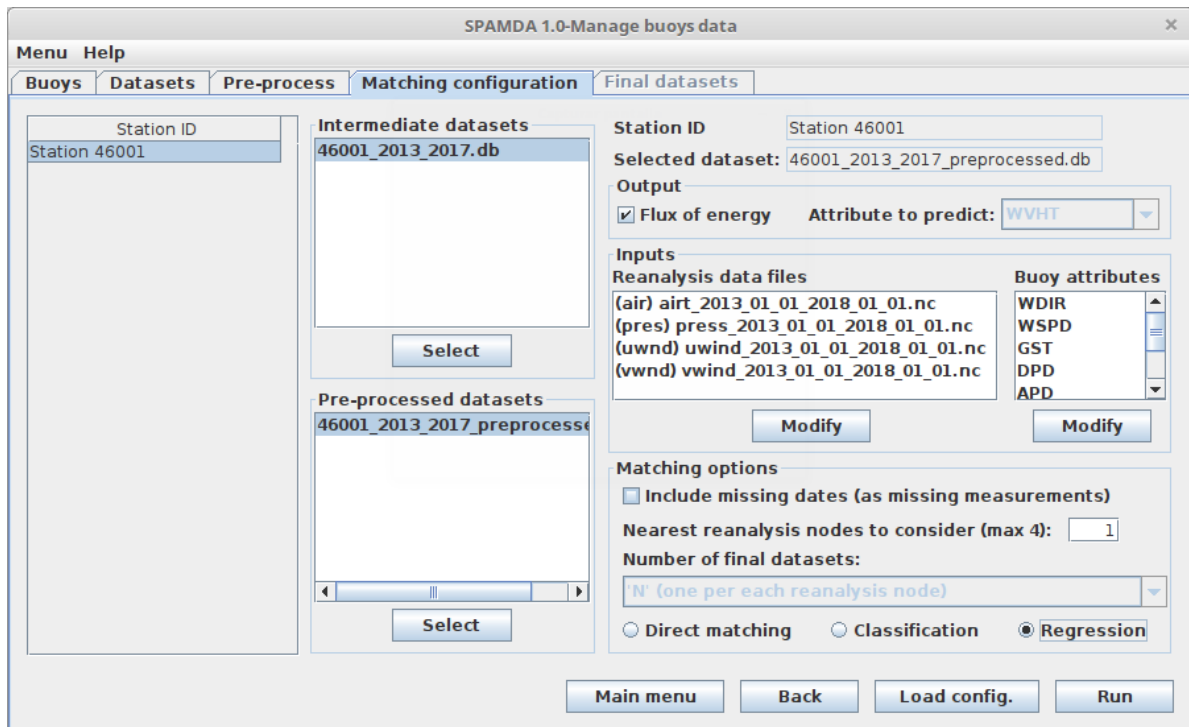 SPAMDA 1.0-Manage buoys data
Menu Help
Buoys Datasets Pre-process Matching configuration Final datasets
Station ID
Station 46001
Intermediate datasets
46001_2013_2017.db
Select
Pre-processed datasets
46001_2013_2017_preprocesse
Select
Station ID Station 46001
Selected dataset: 46001_2013_2017_preprocessed.db
Output
Flux of energy Attribute to predict: WVHT
Inputs
Reanalysis data files
(air) airt_2013_01_01_2018_01_01.nc
(pres) press_2013_01_01_2018_01_01.nc
(uwnd) uwind_2013_01_01_2018_01_01.nc
(vwnd) vwind_2013_01_01_2018_01_01.nc
Modify
Buoy attributes
WDIR
WSPD
GST
DPD
APD
Modify
Matching options
Include missing dates (as missing measurements)
Nearest reanalysis nodes to consider (max 4): 1
Number of final datasets:
'N' (one per each reanalysis node)
Direct matching Classification Regression
Main menu Back Load config. Run